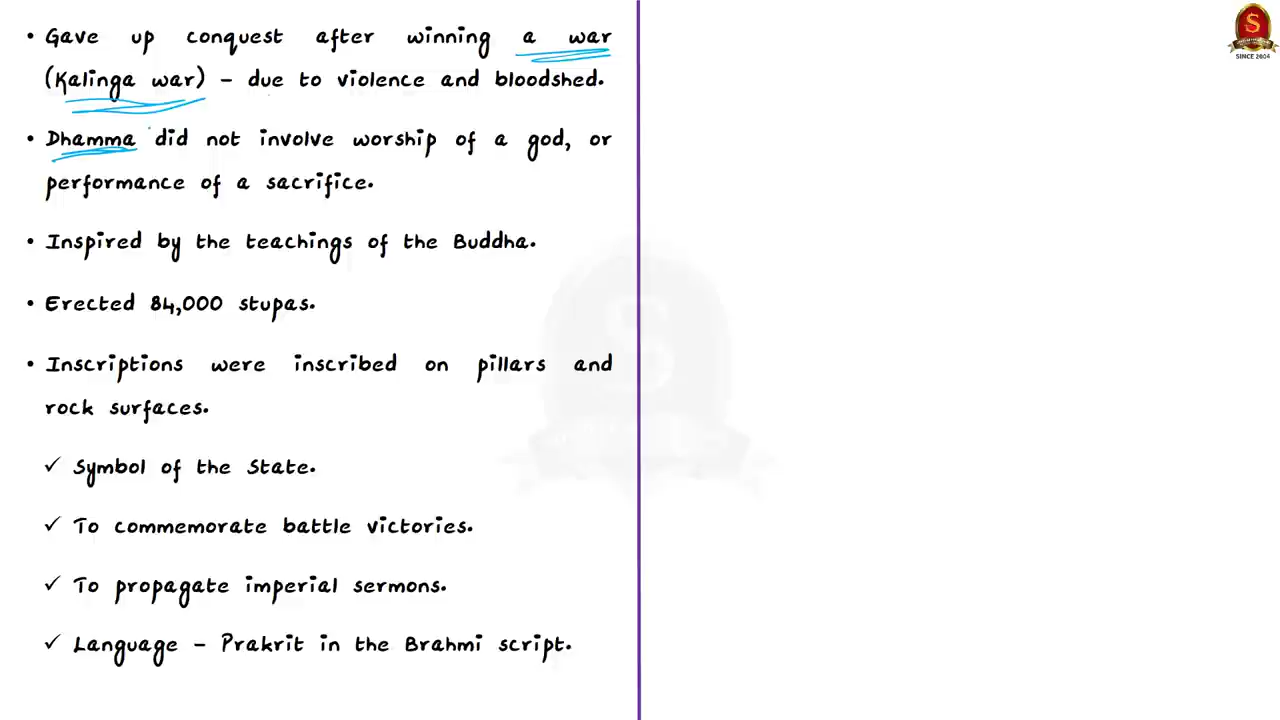 • Gave up conquest after winning a war
(Kalinga war) – due to violence and bloodshed.
• Dhamma did not involve worship of a god, or
performance of a sacrifice.
• Inspired by the teachings of the Buddha.
• Erected 84,000 stupas.
• Inscriptions were inscribed on pillars and
rock surfaces.
✓ Symbol of the State.
✓ To commemorate battle victories.
✓ To propagate imperial sermons.
✓ Language – Prakrit in the Brahmi script.
S
SINCE 2004